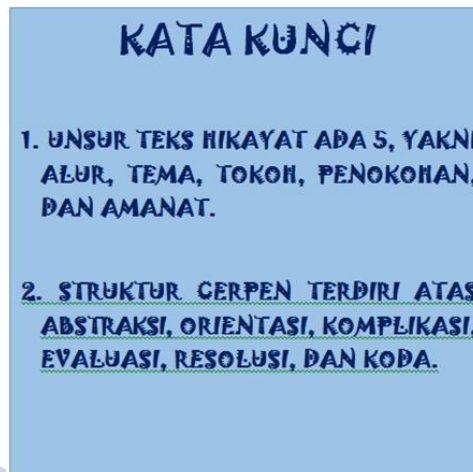 KATA KUNCI
1. UNSUR TEKS HIKAYAT ADA 5, YAKNI
ALUR, TEMA, TOKOH, PENOKOHAN,
DAN AMANAT.
2. STRUKTUR CERPEN TERDIRI ATAS
ABSTRAKSI, ORIENTASI, KOMPLIKASI,
EVALUASI, RESOLUSI, DAN KODA.